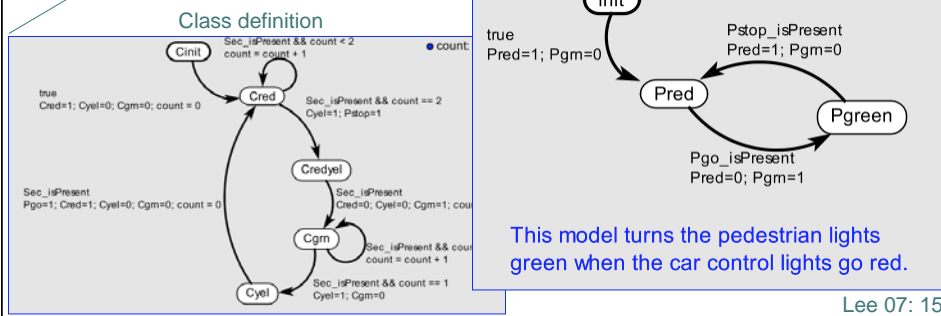 Class definition
Cinit
Sec_isPresent && count < 2
count = count + 1
count:
true
Cred=1; Cyel=0; Cgrn=0; count = 0
Cred
Sec_isPresent && count == 2
Cyel=1; Pstop=1
Credyel
Sec_isPresent
Pgo=1; Cred=1; Cyel=0; Cgrn=0; count = 0
Sec_isPresent
Cred=0; Cyel=0; Cgrn=1;
Cgrn
Sec_isPresent &&
count = count + 1
Sec_isPresent && count == 1
Cyel=1; Cgrn=0
Cyel
Init
true
Pred=1; Pgrn=0
Pstop_isPresent
Pred=1; Pgrn=0
Pred
Pgreen
Pgo_isPresent
Pred=0; Pgrn=1
This model turns the pedestrian lights
green when the car control lights go red.
Lee 07: 15